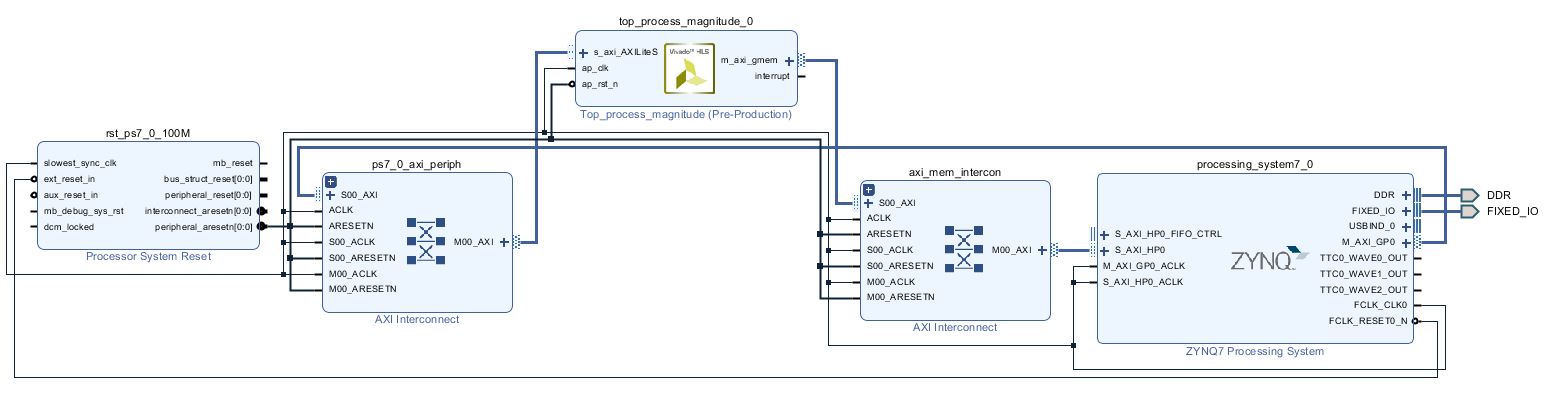 top_process_magnitude_0
s_axi_AXILiteS
ap_clk
ap_rst_n
Vivado™ HLS
m_axi_gmem
interrupt
Top_process_magnitude (Pre-Production)
rst_ps7_0_100M
slowest_sync_clk
ext_reset_in
aux_reset_in
mb_debug_sys_rst
dcm_locked
mb_reset
bus_struct_reset[0:0]
peripheral_reset[0:0]
interconnect_aresetn[0:0]
peripheral_aresetn[0:0]
Processor System Reset
ps7_0_axi_periph
S00_AXI
ACLK
ARESETN
S00_ACLK
S00_ARESETN
M00_ACLK
M00_ARESETN
M00_AXI
AXI Interconnect
axi_mem_intercon
S00_AXI
ACLK
ARESETN
S00_ACLK
S00_ARESETN
M00_ACLK
M00_ARESETN
M00_AXI
AXI Interconnect
processing_system7_0
S_AXI_HP0_FIFO_CTRL
S_AXI_HP0
M_AXI_GP0_ACLK
S_AXI_HP0_ACLK
ZYNQ
DDR
FIXED_IO
USBIND_0
M_AXI_GP0
TTC0_WAVE0_OUT
TTC0_WAVE1_OUT
TTC0_WAVE2_OUT
FCLK_CLK0
FCLK_RESET0_N
ZYNQ7 Processing System
DDR
FIXED_IO